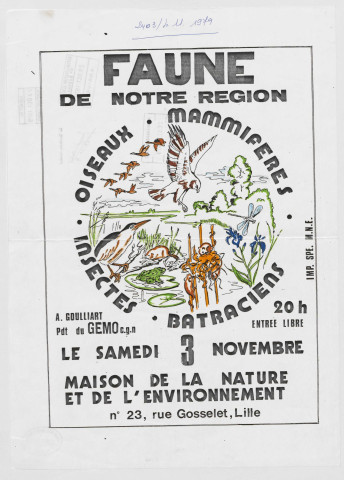 FAUNE
DE NOTRE REGION
OISEAUX • MAMMIFERES •
INSECTES • BATRACIENS
A. GOULLIART
Pdt du GEMO c.g.n
20h
ENTREE LIBRE
IMP. SPE. M.N.E.
LE SAMEDI 3 NOVEMBRE
MAISON DE LA NATURE
ET DE L'ENVIRONNEMENT
n° 23, rue Gosselet, Lille